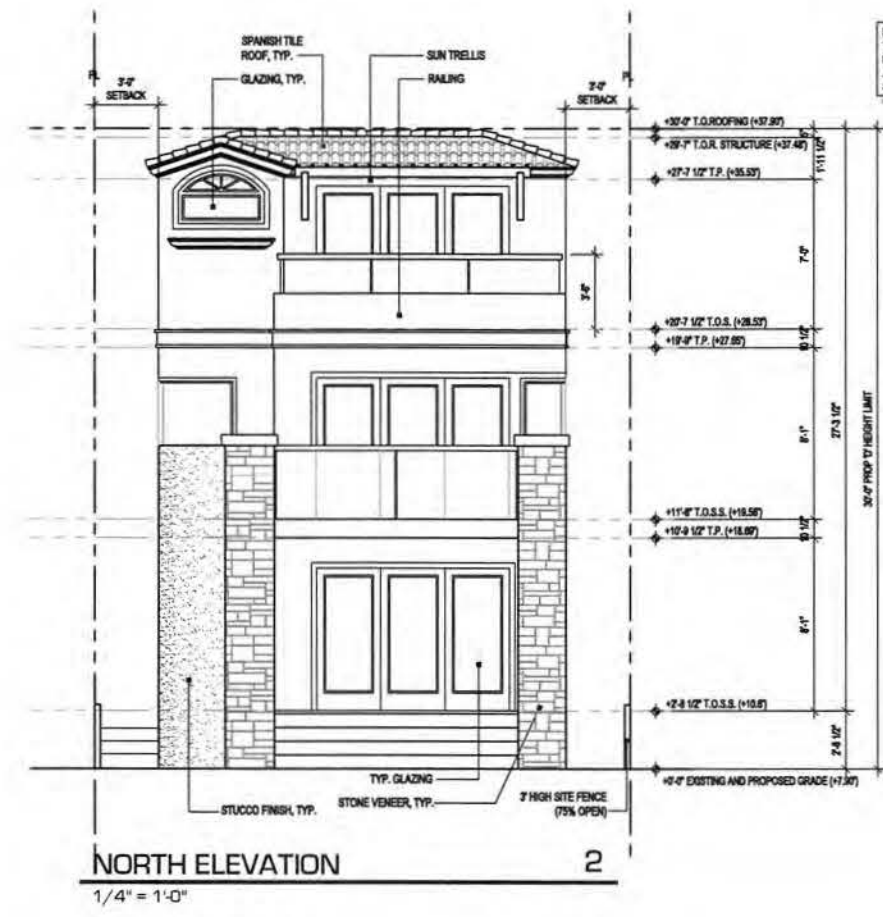 SPANISH TILE
ROOF, TYP.
GLAZING, TYP.
SUN TRELLIS
RAILING
PL
3'-0"
SETBACK
3'-0"
SETBACK
PL
+30'-0" T.O.ROOFING (+37.90')
+29'-7" T.O.R. STRUCTURE (+37.48')
+27'-7 1/2" T.P. (+35.53')
5"
1'-11 1/2"
7'-0"
3'-6"
+20'-7 1/2" T.O.S. (+28.53')
+19'-9" T.P. (+27.65')
10 1/2"
8'-1"
27'-3 1/2"
30'-0" PROP 'D' HEIGHT LIMIT
+11'-8" T.O.S.S. (+19.56')
+10'-9 1/2" T.P. (+18.69')
10 1/2"
8'-1"
+2'-8 1/2" T.O.S.S. (+10.6')
2'-8 1/2"
+0'-0" EXISTING AND PROPOSED GRADE (+7.90')
TYP. GLAZING
STUCCO FINISH, TYP.
STONE VENEER, TYP.
3' HIGH SITE FENCE
(75% OPEN)
NORTH ELEVATION 2
1/4" = 1'-0"